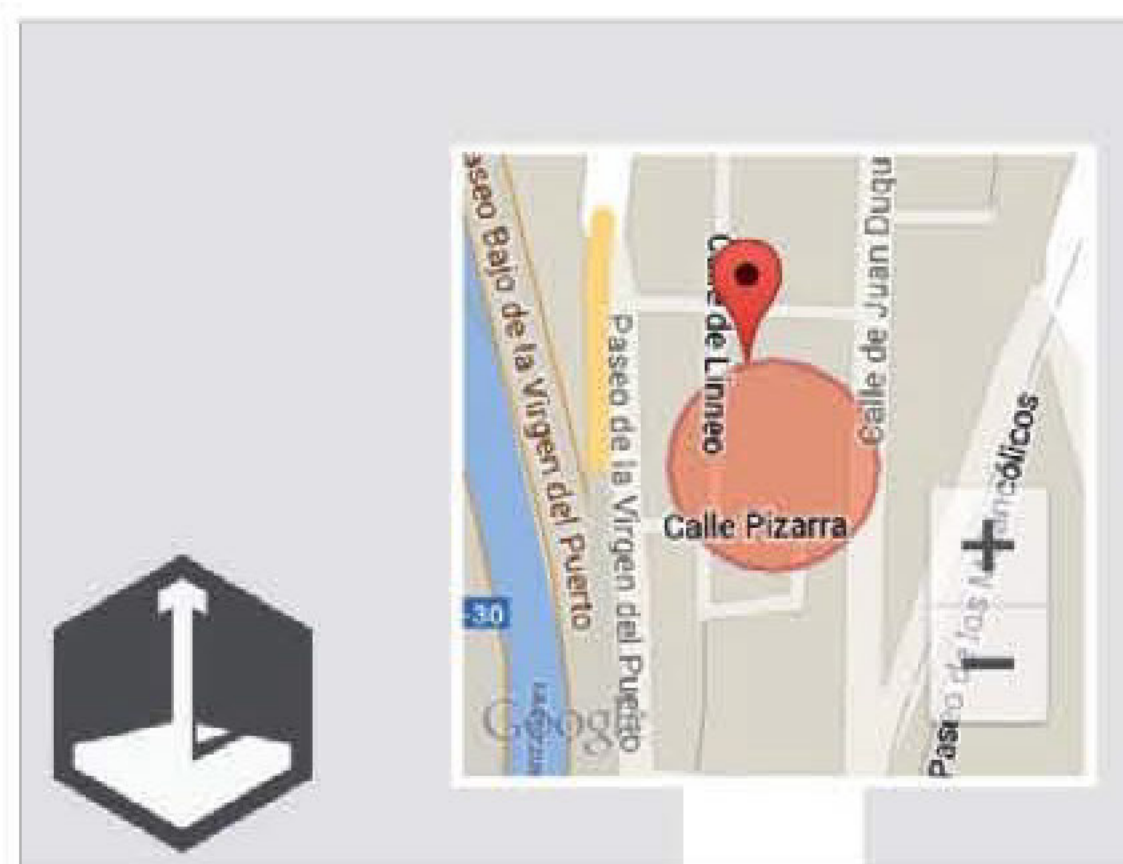 Paseo Bajo de la Virgen del Puerto
Paseo de la Virgen del Puerto
Calle de Linneo
Calle de Juan Duqu
Calle Pizarra
Paseo de los Melancólicos
-30
Google
+
-